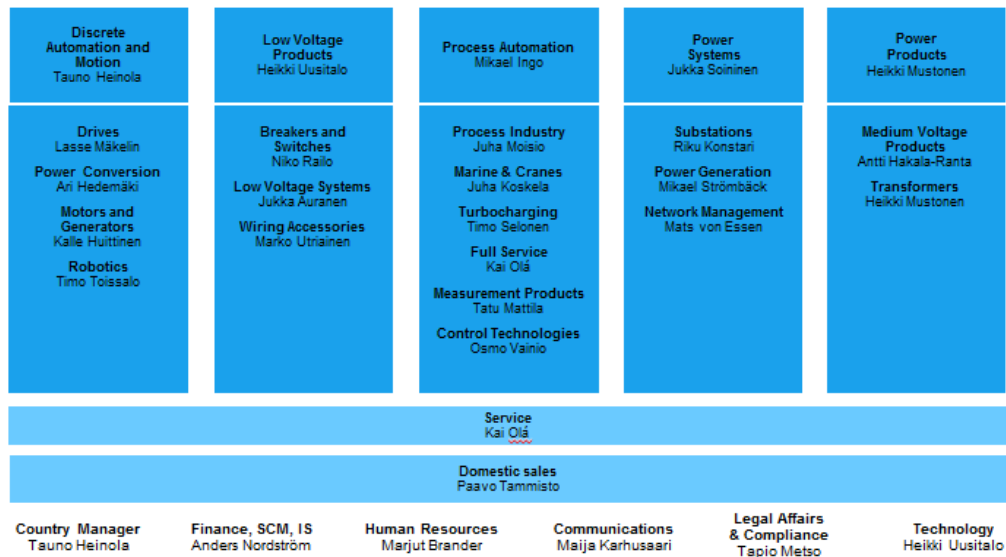 Discrete
Automation and
Motion
Tauno Heinola
Low Voltage
Products
Heikki Uusitalo
Process Automation
Mikael Ingo
Power
Systems
Jukka Soininen
Power
Products
Heikki Mustonen
Drives
Lasse Mäkelin
Power Conversion
Ari Hedemäki
Motors and
Generators
Kalle Huittinen
Robotics
Timo Toissalo
Breakers and
Switches
Niko Railo
Low Voltage Systems
Jukka Auranen
Wiring Accessories
Marko Utriainen
Process Industry
Juha Moisio
Marine & Cranes
Juha Koskela
Turbocharging
Timo Selonen
Full Service
Kai Olá
Measurement Products
Tatu Mattila
Control Technologies
Osmo Vainio
Substations
Riku Konstari
Power Generation
Mikael Strömbäck
Network Management
Mats von Essen
Medium Voltage
Products
Antti Hakala-Ranta
Transformers
Heikki Mustonen
Service
Kai Olá
Domestic sales
Paavo Tammisto
Country Manager
Tauno Heinola
Finance, SCM, IS
Anders Nordström
Human Resources
Marjut Brander
Communications
Maija Karhusaari
Legal Affairs
& Compliance
Tapio Metso
Technology
Heikki Uusital